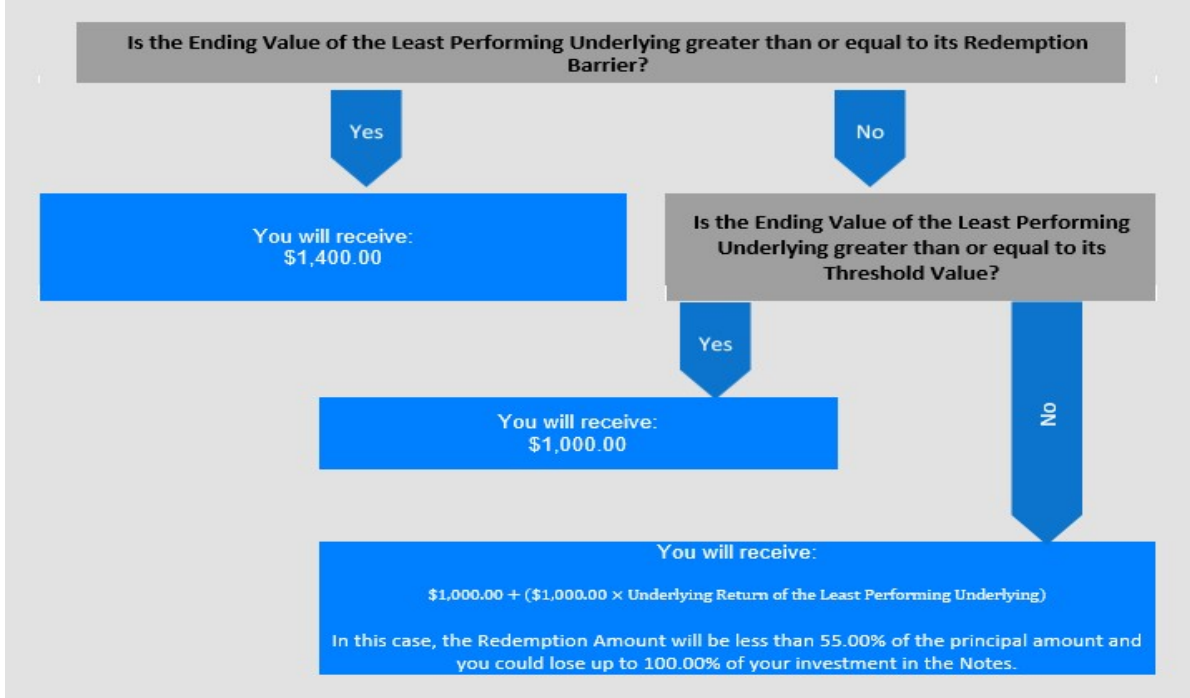 Is the Ending Value of the Least Performing Underlying greater than or equal to its Redemption
Barrier?
Yes
No
You will receive:
$1,400.00
Is the Ending Value of the Least Performing
Underlying greater than or equal to its
Threshold Value?
Yes
No
You will receive:
$1,000.00
You will receive:
$1,000.00 + ($1,000.00 × Underlying Return of the Least Performing Underlying)
In this case, the Redemption Amount will be less than 55.00% of the principal amount and
you could lose up to 100.00% of your investment in the Notes.